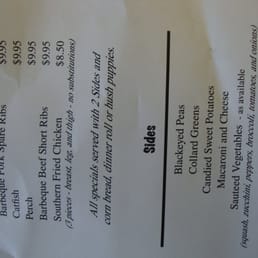 $9.95
Barbeque Pork Spare Ribs $9.95
Catfish $9.95
Perch $9.95
Barbeque Beef Short Ribs $9.95
Southern Fried Chicken $8.50
(3 pieces - breast, leg, and thigh - no substitutions)
All specials served with 2 Sides and
corn bread, dinner roll or hush puppies.
Sides
Blackeyed Peas
Collard Greens
Candied Sweet Potatoes
Macaroni and Cheese
Sauteed Vegetables - as available
(squash, zucchini, peppers, broccoli, tomatoes, and onions)